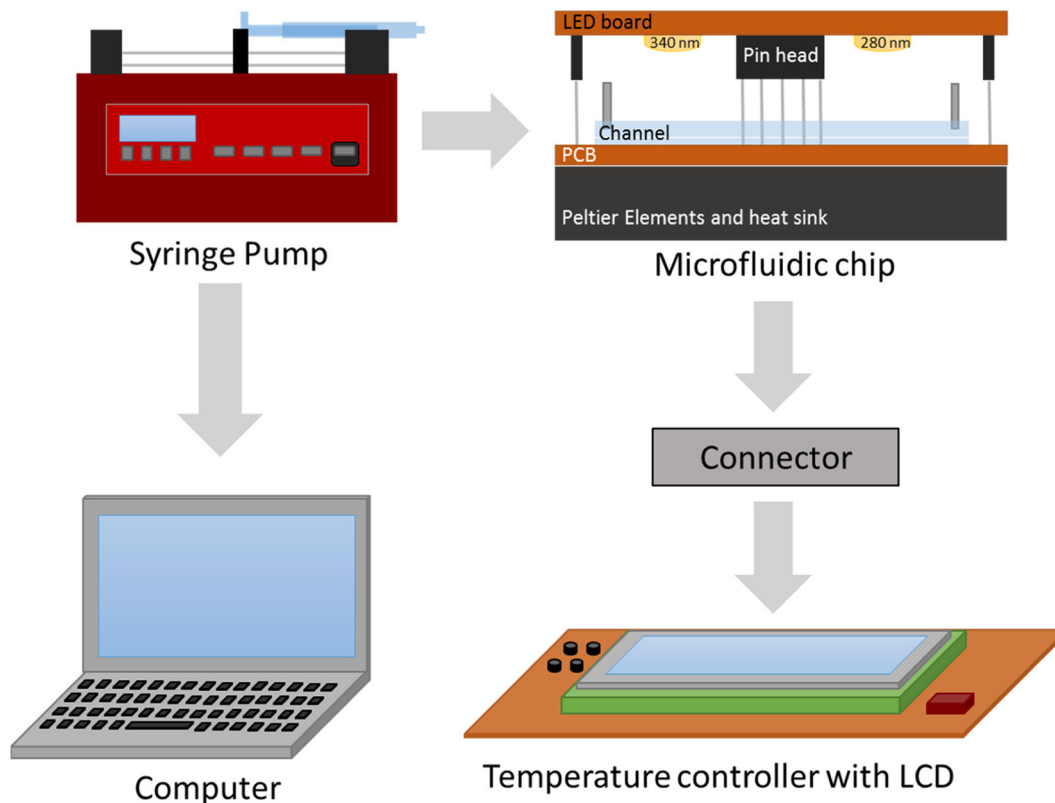 LED board
340 nm
280 nm
Pin head
Channel
PCB
Peltier Elements and heat sink
Syringe Pump
Microfluidic chip
Connector
Computer
Temperature controller with LCD